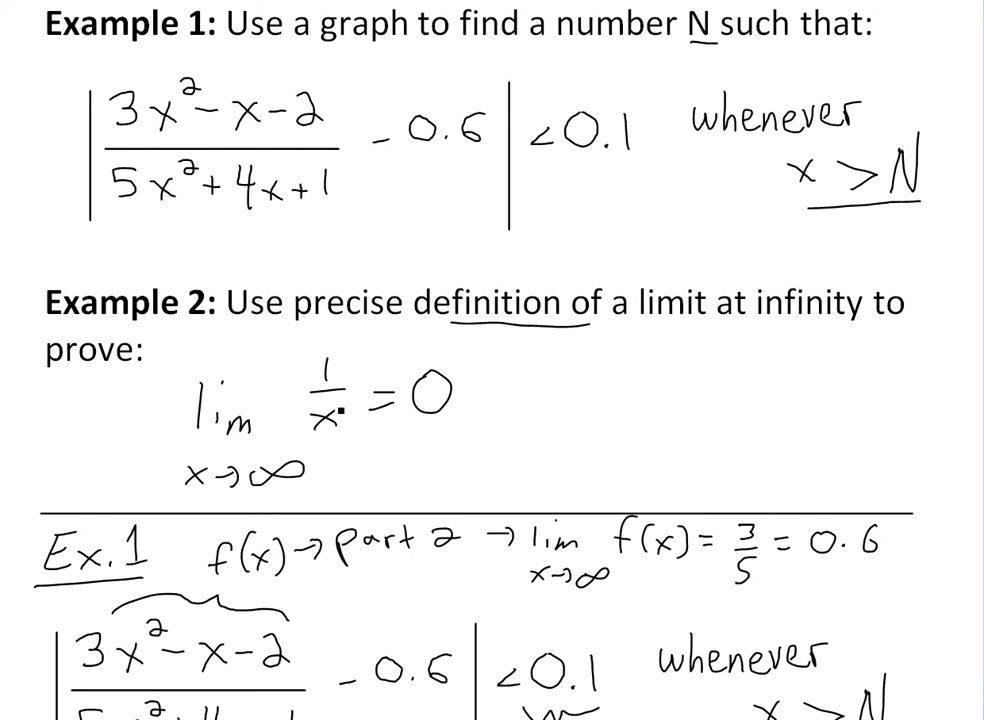 Example 1: Use a graph to find a number N such that:
| (3x² - x - 2) / (5x² + 4x + 1) - 0.6 | < 0.1 whenever x > N
Example 2: Use precise definition of a limit at infinity to
prove:
lim x→∞ 1/x = 0
Ex. 1 f(x) → part 2 → lim x→∞ f(x) = 3/5 = 0.6
| 3x² - x - 2 - 0.6 | < 0.1 whenever
x > N